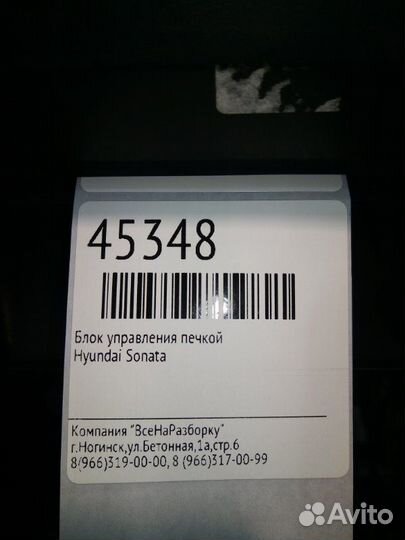 45348
Блок управления печкой
Hyundai Sonata
Компания "ВсеНаРазборку"
г.Ногинск,ул.Бетонная,1а,стр.6
8(966)319-00-00, 8 (966)317-00-99
Avito